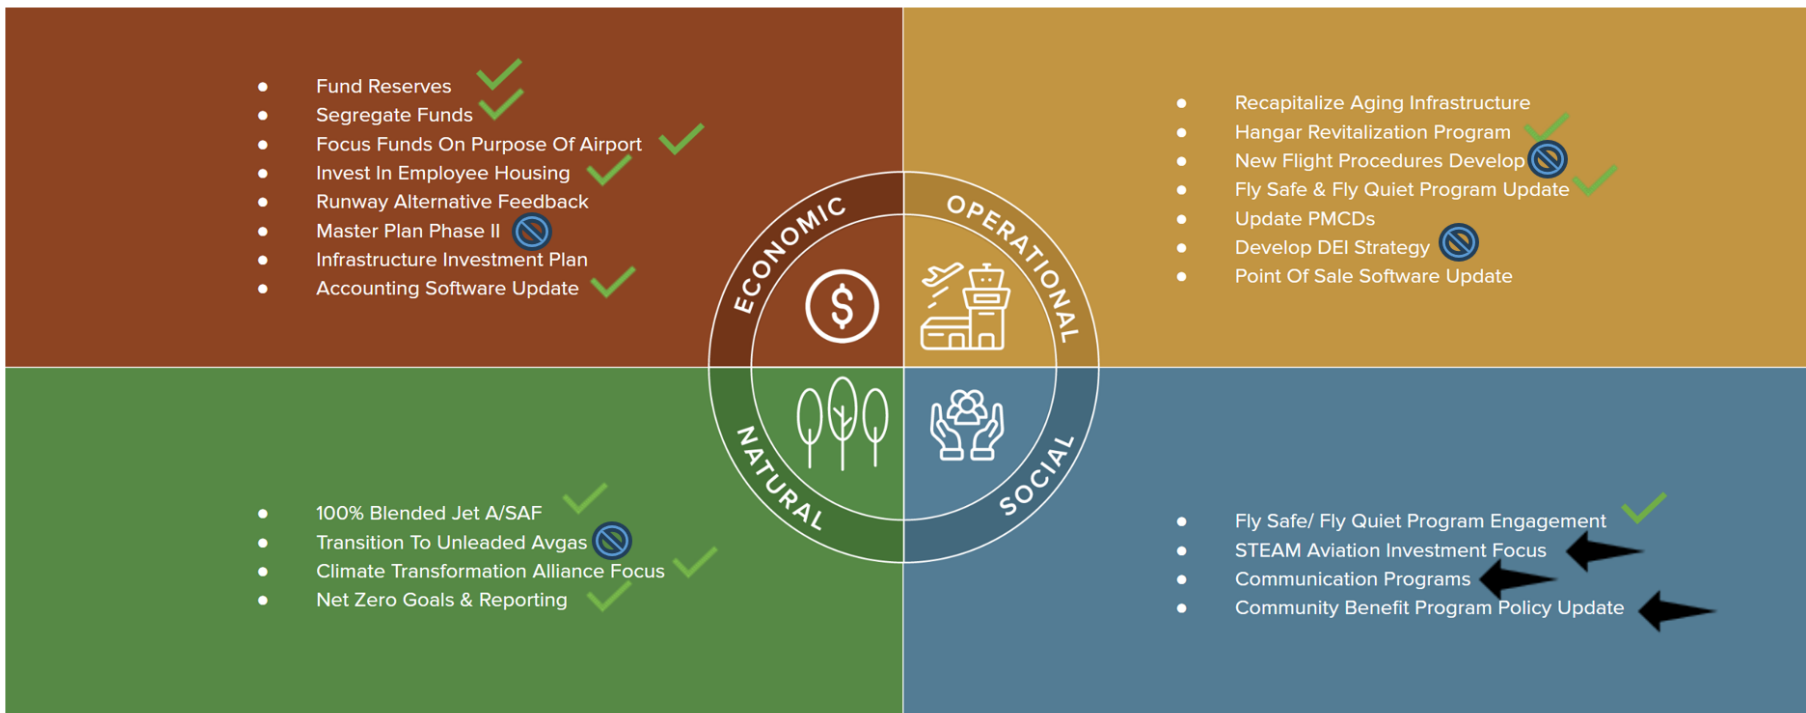 ● Fund Reserves
● Segregate Funds
● Focus Funds On Purpose Of Airport
● Invest In Employee Housing
● Runway Alternative Feedback
● Master Plan Phase II
● Infrastructure Investment Plan
● Accounting Software Update
ECONOMIC
● Recapitalize Aging Infrastructure
● Hangar Revitalization Program
● New Flight Procedures Develop
● Fly Safe & Fly Quiet Program Update
● Update PMCDs
● Develop DEI Strategy
● Point Of Sale Software Update
OPERATIONAL
$
● 100% Blended Jet A/SAF
● Transition To Unleaded Avgas
● Climate Transformation Alliance Focus
● Net Zero Goals & Reporting
NATURAL
● Fly Safe/ Fly Quiet Program Engagement
● STEAM Aviation Investment Focus
● Communication Programs
● Community Benefit Program Policy Update
SOCIAL